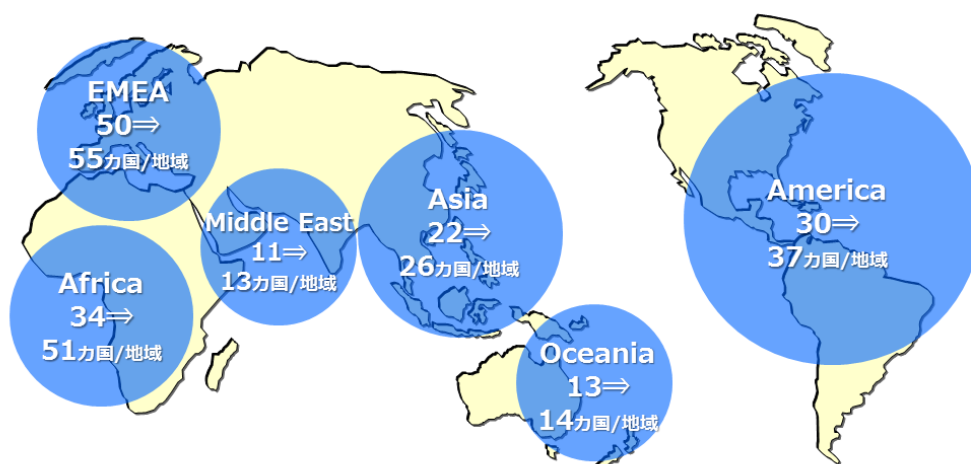 EMEA
50⇒
55カ国/地域
Middle East
11⇒
13カ国/地域
Africa
34⇒
51カ国/地域
Asia
22⇒
26カ国/地域
Oceania
13⇒
14カ国/地域
America
30⇒
37カ国/地域